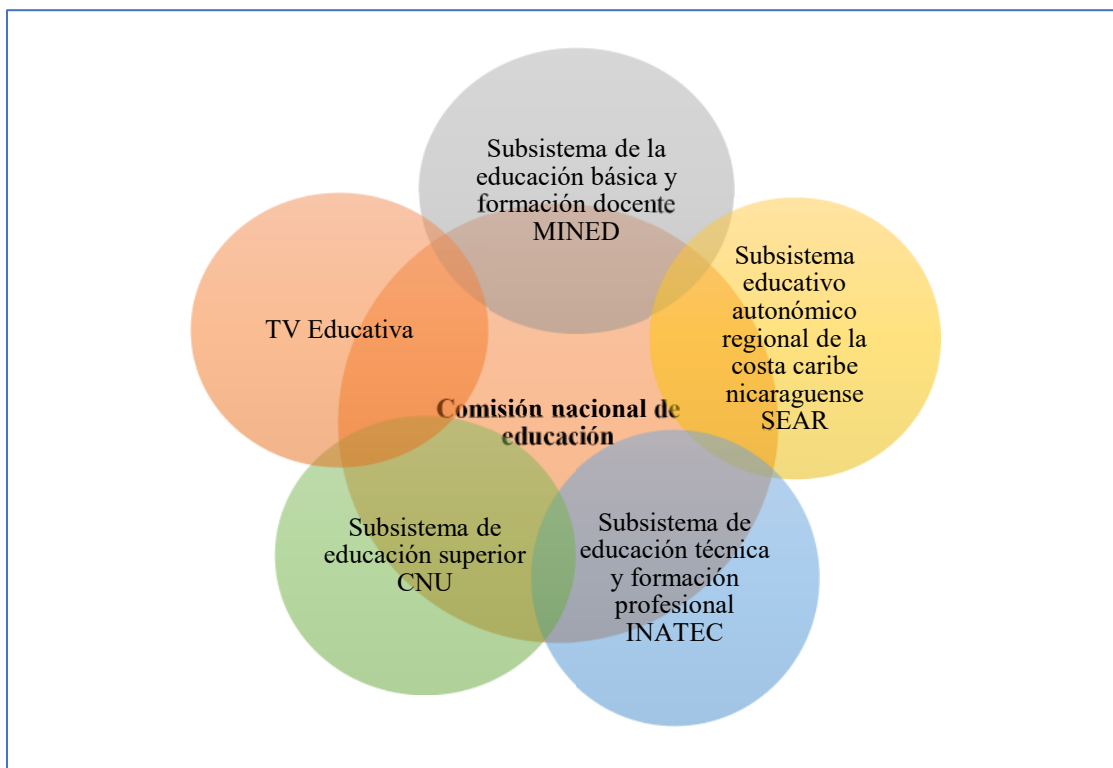 Subsistema de la
educación básica y
formación docente
MINED
Subsistema
educativo
autonómico
regional de la
costa caribe
nicaraguense
SEAR
TV Educativa
Comisión nacional de
educación
Subsistema de
educación superior
CNU
Subsistema de
educación técnica
y formación
profesional
INATEC